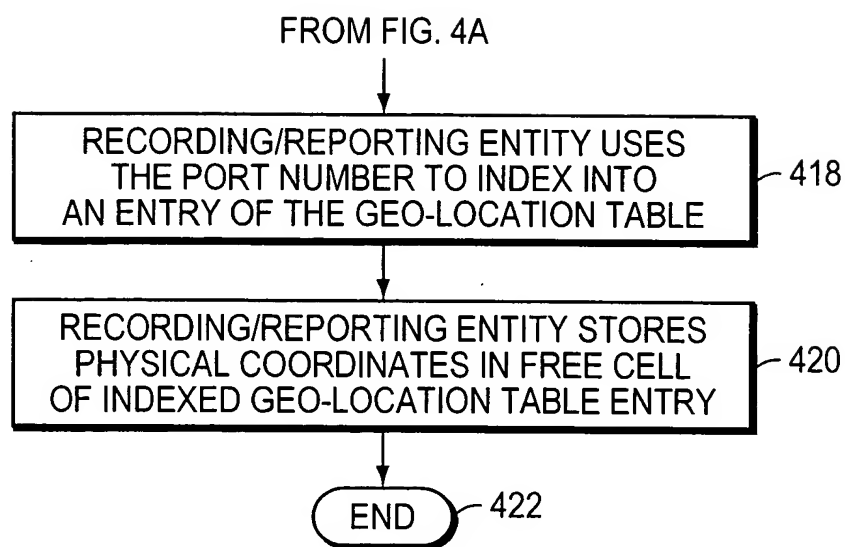 FROM FIG. 4A
RECORDING/REPORTING ENTITY USES
THE PORT NUMBER TO INDEX INTO
AN ENTRY OF THE GEO-LOCATION TABLE
418
RECORDING/REPORTING ENTITY STORES
PHYSICAL COORDINATES IN FREE CELL
OF INDEXED GEO-LOCATION TABLE ENTRY
420
END
422